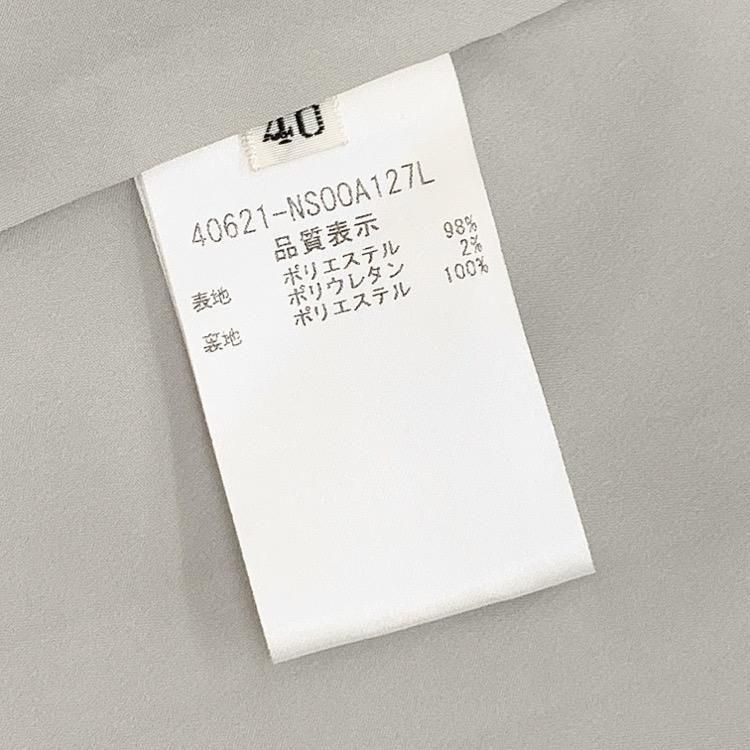 40
40621-NS00A127L
品質表示
表地 ポリエステル 98%
ポリウレタン 2%
裏地 ポリエステル 100%